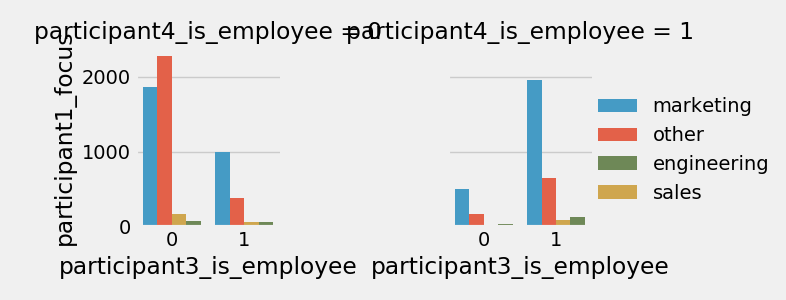 participant4_is_employee = 0
participant4_is_employee = 1
participant1_focus
2000
1000
0
0
1
0
1
participant3_is_employee
participant3_is_employee
marketing
other
engineering
sales